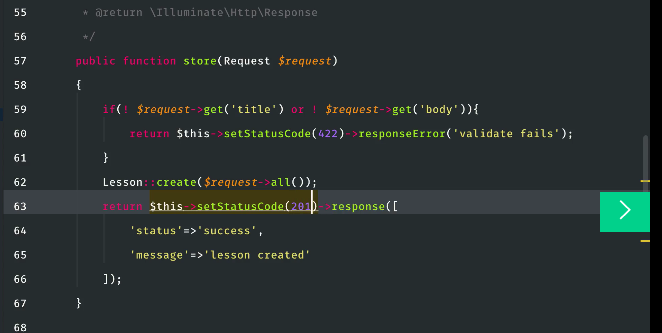 55 * @return \Illuminate\Http\Response
56 */
57 public function store(Request $request)
58 {
59 if(! $request->get('title') or ! $request->get('body')){
60 return $this->setStatusCode(422)->responseError('validate fails');
61 }
62 Lesson::create($request->all());
63 return $this->setStatusCode(201)->response([
64 'status'=>'success',
65 'message'=>'lesson created'
66 ]);
67 }
68